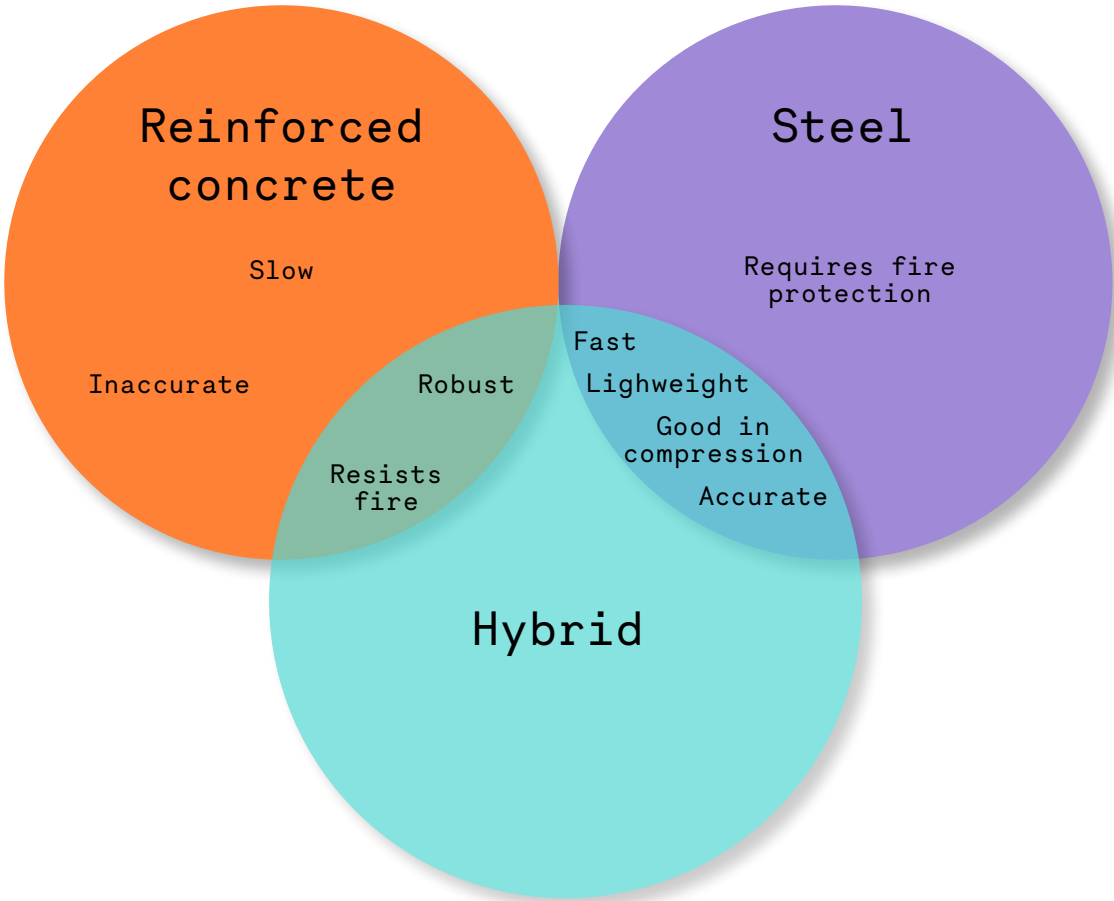 Reinforced
concrete
Steel
Slow
Requires fire
protection
Inaccurate
Robust
Resists
fire
Fast
Lighweight
Good in
compression
Accurate
Hybrid